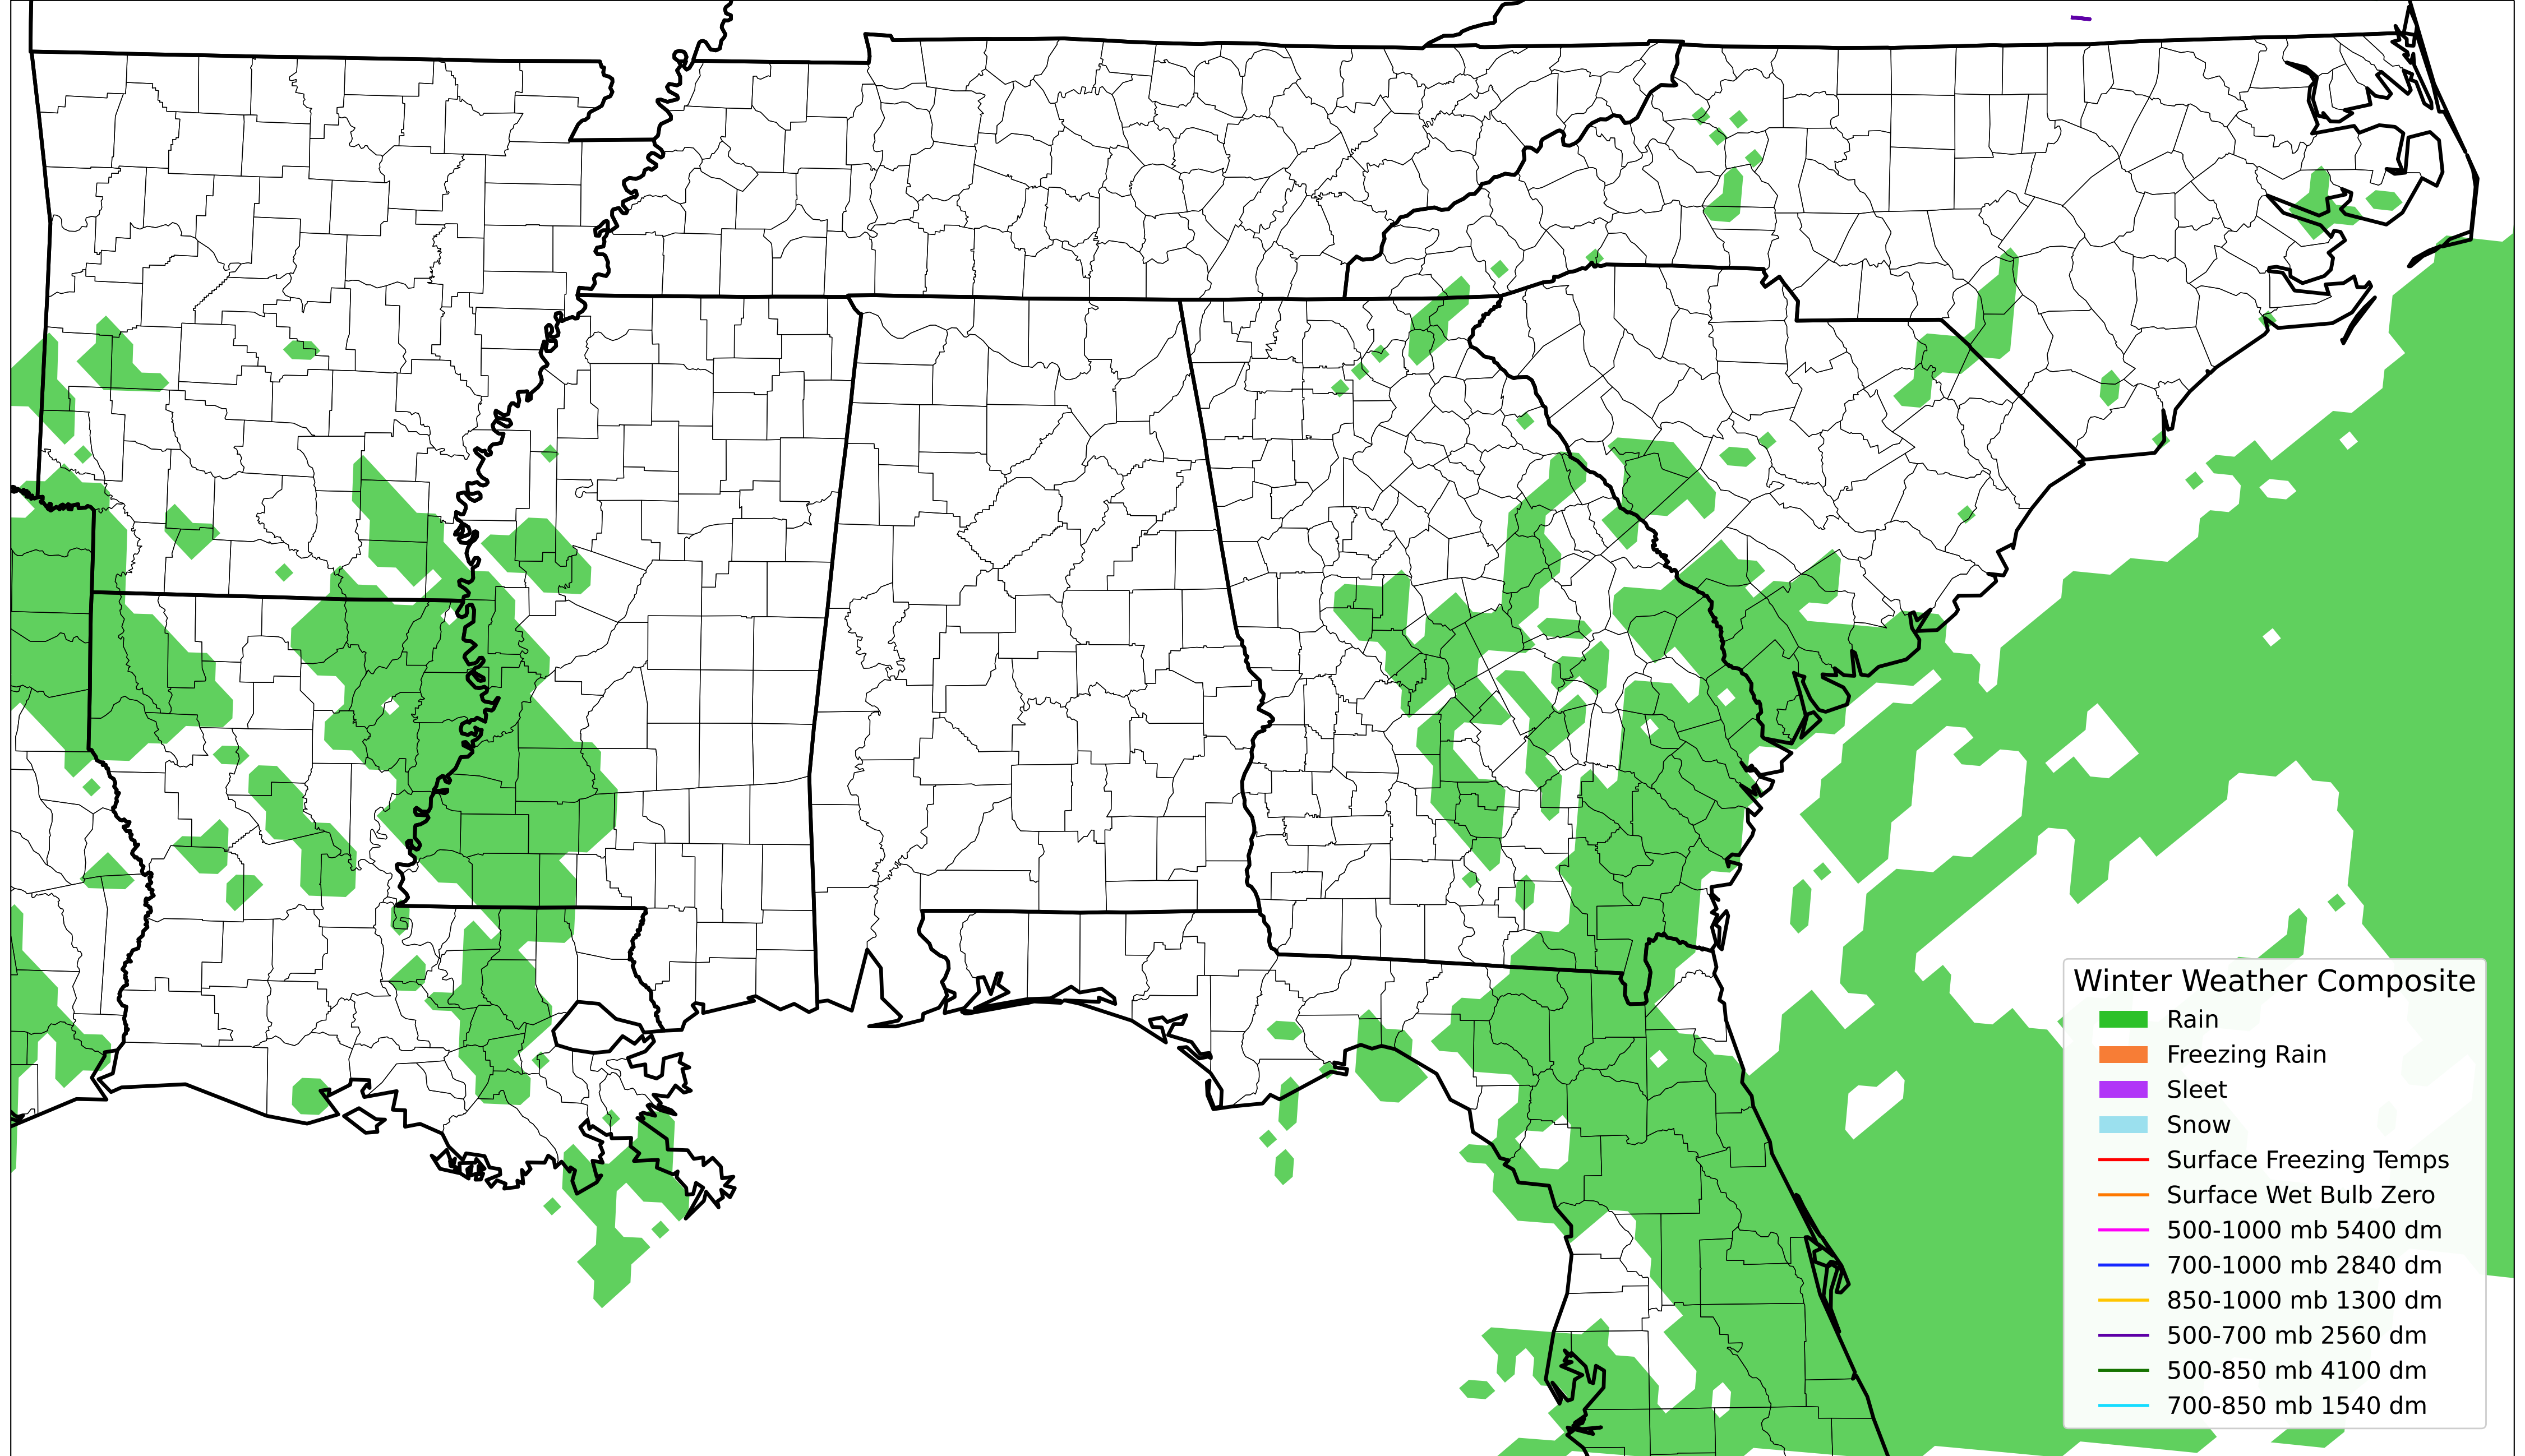 Winter Weather Composite
Rain
Freezing Rain
Sleet
Snow
Surface Freezing Temps
Surface Wet Bulb Zero
500-1000 mb 5400 dm
700-1000 mb 2840 dm
850-1000 mb 1300 dm
500-700 mb 2560 dm
500-850 mb 4100 dm
700-850 mb 1540 dm